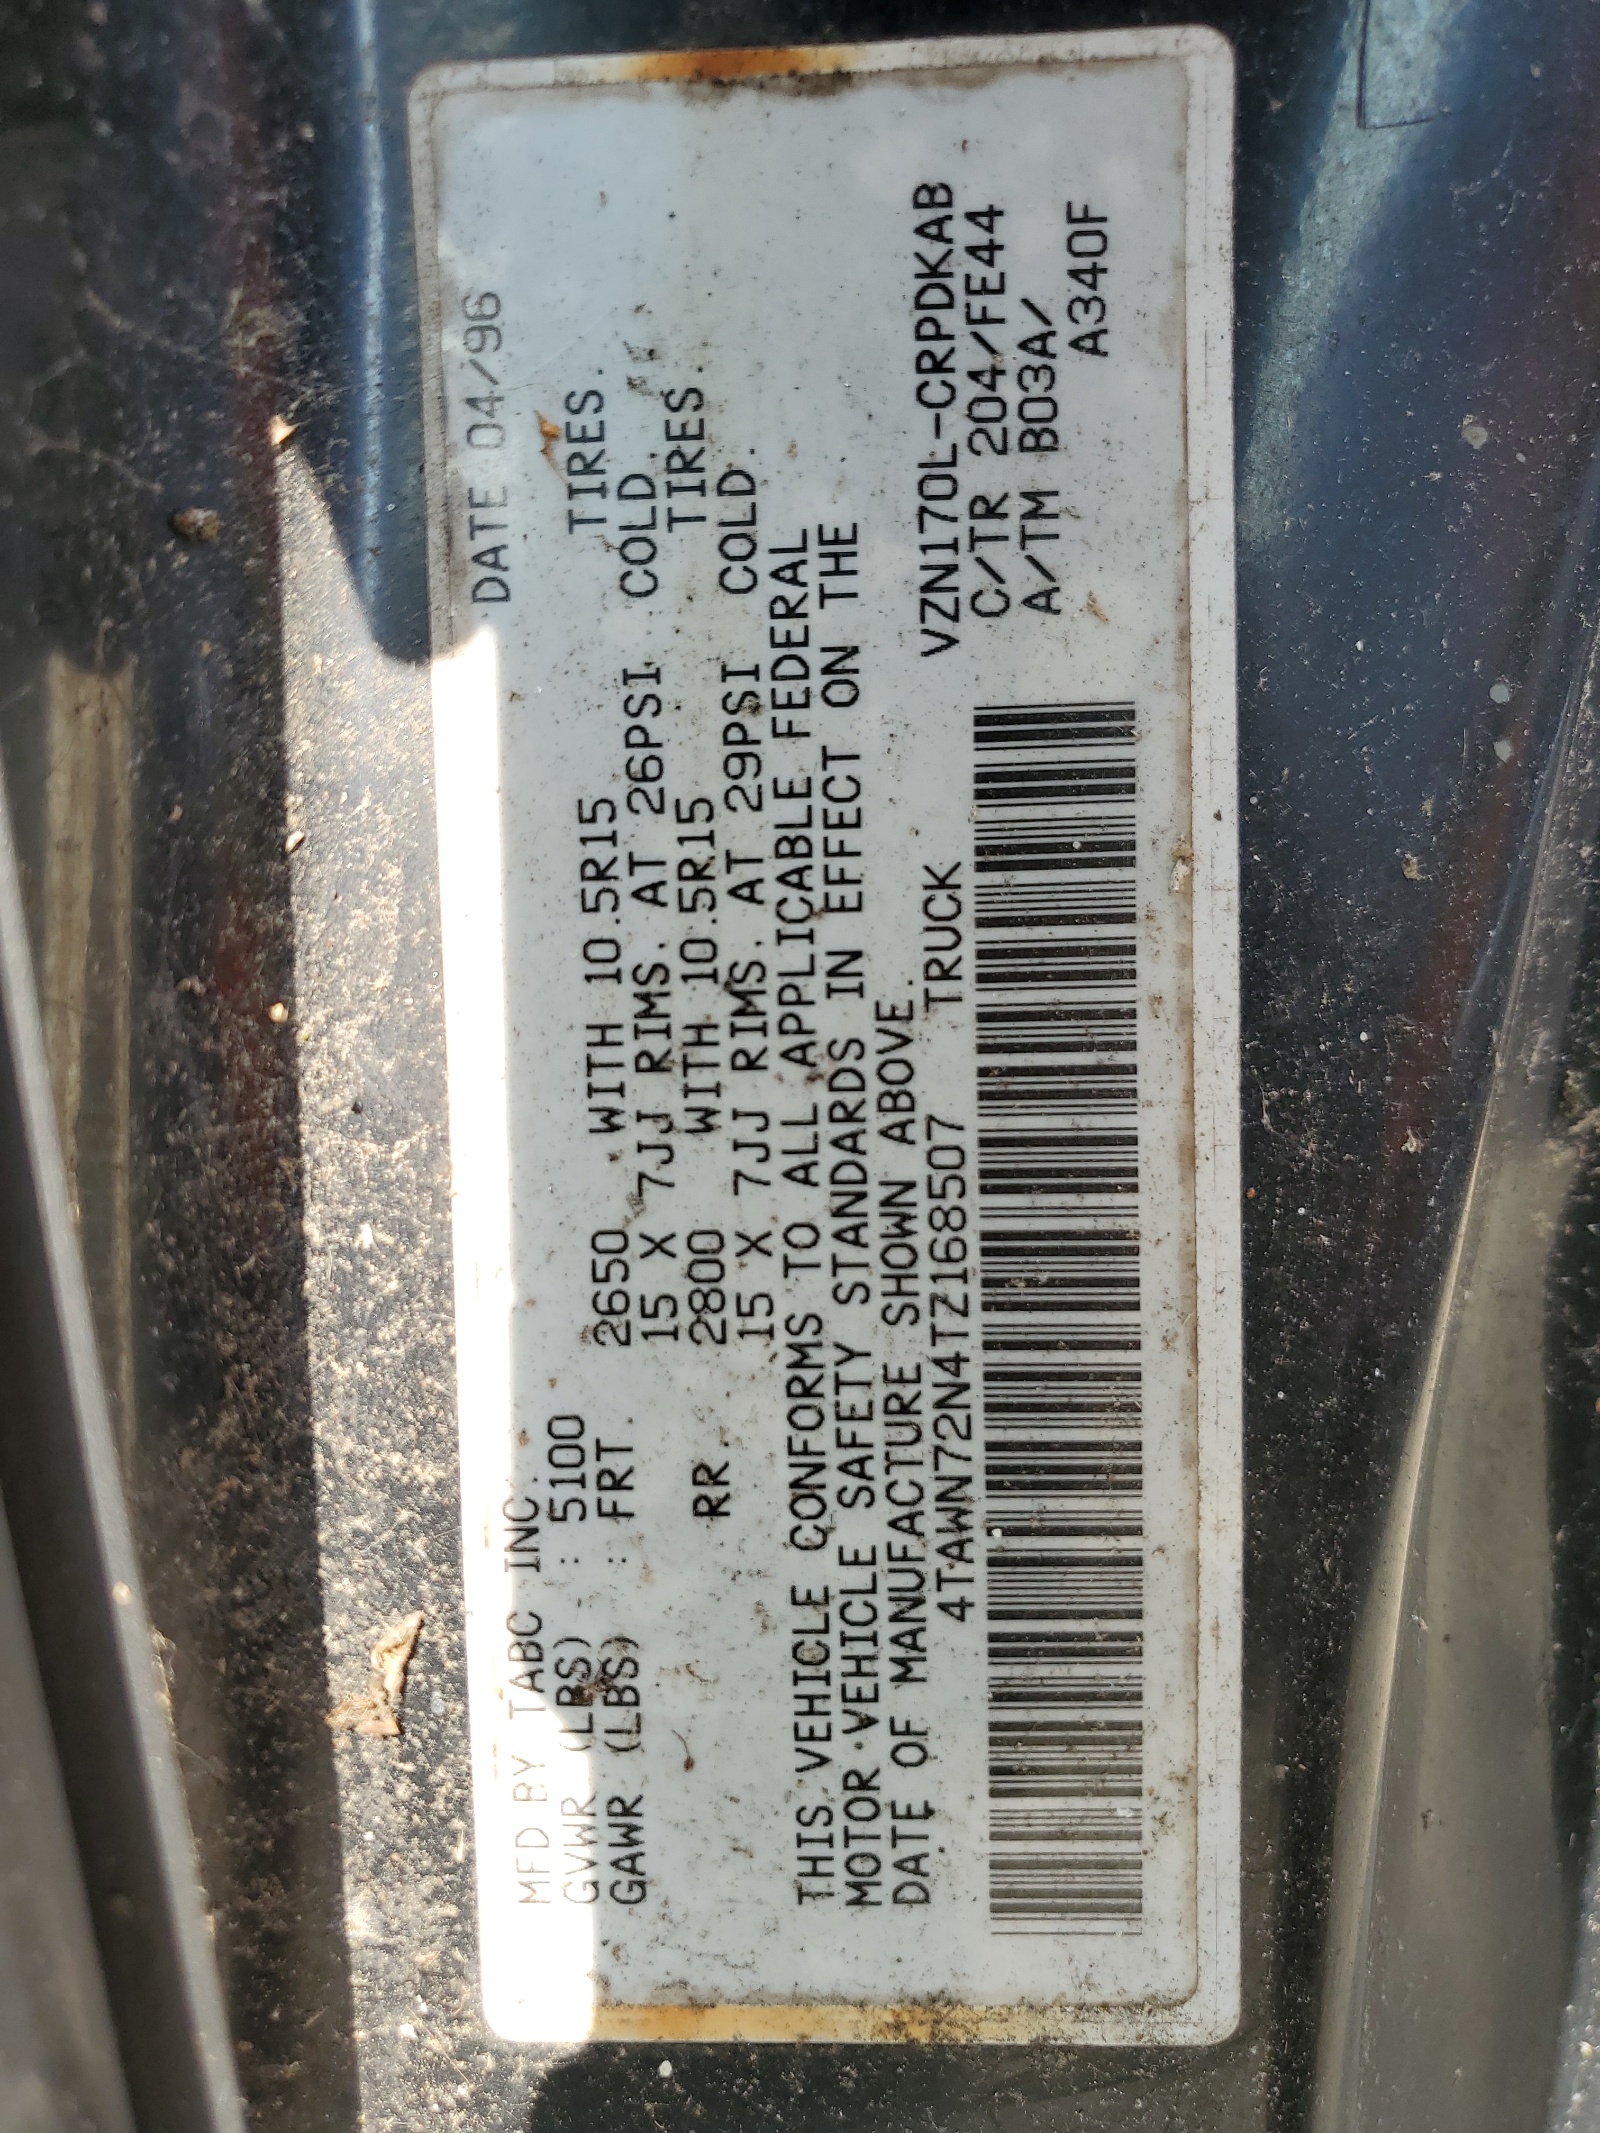 MFD BY TABC INC. DATE 04/96
GVWR (LBS) : 5100
GAWR (LBS) : FRT. 2650 WITH 10.5R15 TIRES.
15 X 7JJ RIMS. AT 26PSI COLD.
RR. 2800 WITH 10.5R15 TIRES.
15 X 7JJ RIMS. AT 29PSI COLD.
THIS VEHICLE CONFORMS TO ALL APPLICABLE FEDERAL
MOTOR VEHICLE SAFETY STANDARDS IN EFFECT ON THE
DATE OF MANUFACTURE SHOWN ABOVE.
4TAWN72N4TZ168507 TRUCK
VZN170L-CRPDKAB
C/TR 204/FE44
A/TM B03A/
A340F